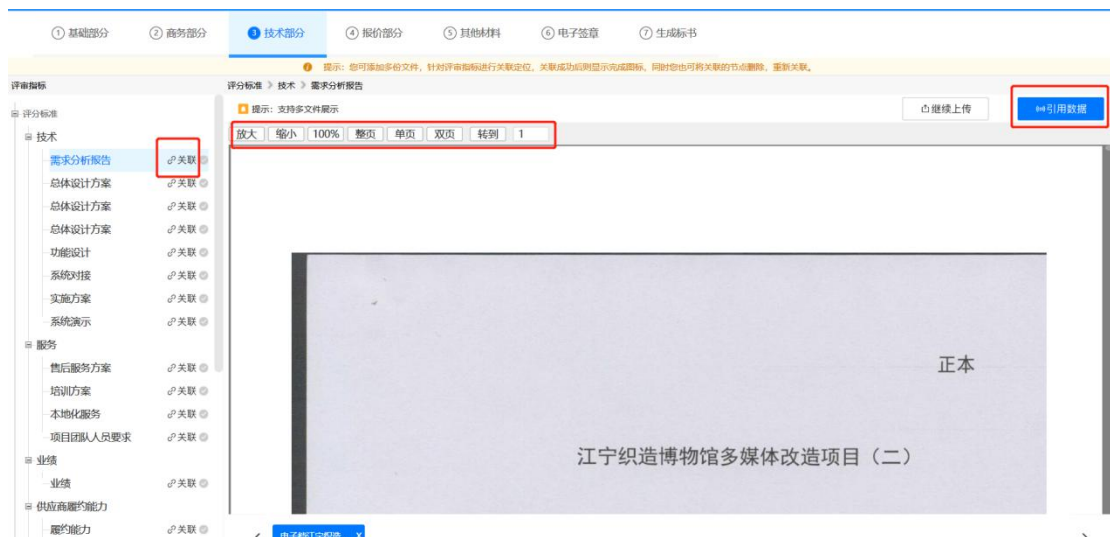 1 基础部分 2 商务部分 3 技术部分 4 报价部分 5 其他材料 6 电子签章 7 生成标书
提示：您可添加多份文件，针对评审指标进行关联定位，关联成功后则显示完成图标，同时您也可将关联的节点删除，重新关联。
评审指标
评分标准 》 技术 》 需求分析报告
评分标准
提示：支持多文件展示
继续上传
引用数据
放大 缩小 100% 整页 单页 双页 转到 1
技术
需求分析报告 关联
总体设计方案 关联
总体设计方案 关联
总体设计方案 关联
功能设计 关联
系统对接 关联
实施方案 关联
系统演示 关联
服务
售后服务方案 关联
培训方案 关联
本地化服务 关联
项目团队人员要求 关联
业绩
业绩 关联
供应商履约能力
履约能力 关联
正本
江宁织造博物馆多媒体改造项目（二）